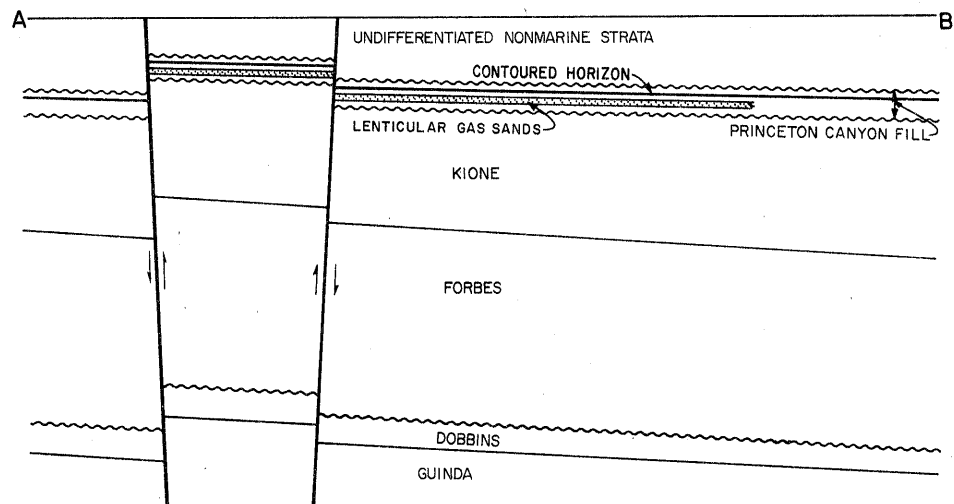 A
B
UNDIFFERENTIATED NONMARINE STRATA
CONTOURED HORIZON
LENTICULAR GAS SANDS
PRINCETON CANYON FILL
KIONE
FORBES
DOBBINS
GUINDA